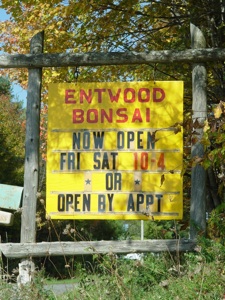 ENTWOOD
BONSAI
NOW OPEN
FRI SAT 10-4
* OR *
OPEN BY APPT